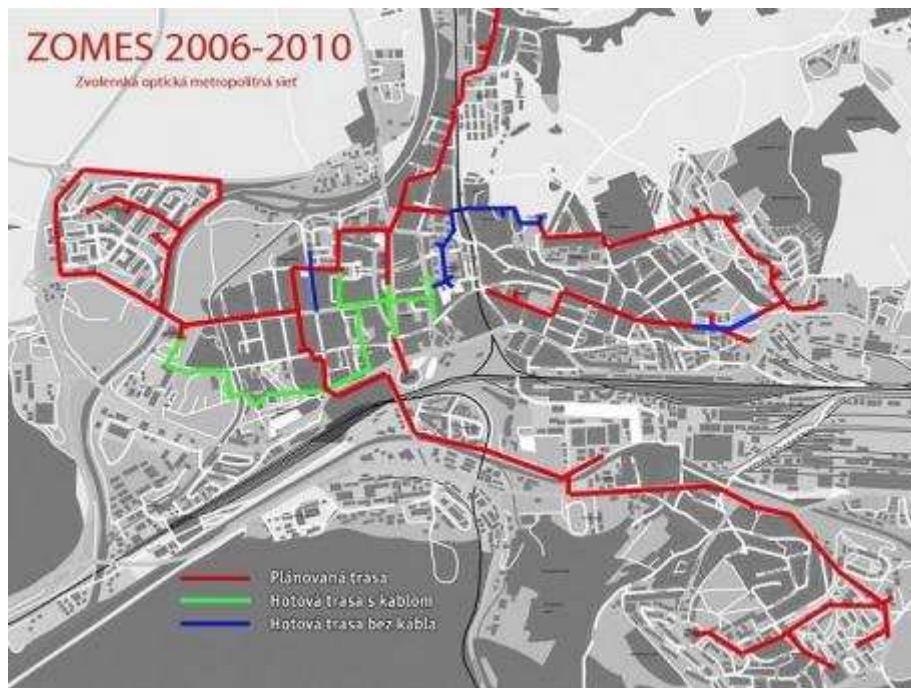 ZOMES 2006-2010
Zvolenská optická metropolitná sieť
Plánovaná trasa
Hotová trasa s káblom
Hotová trasa bez kábla